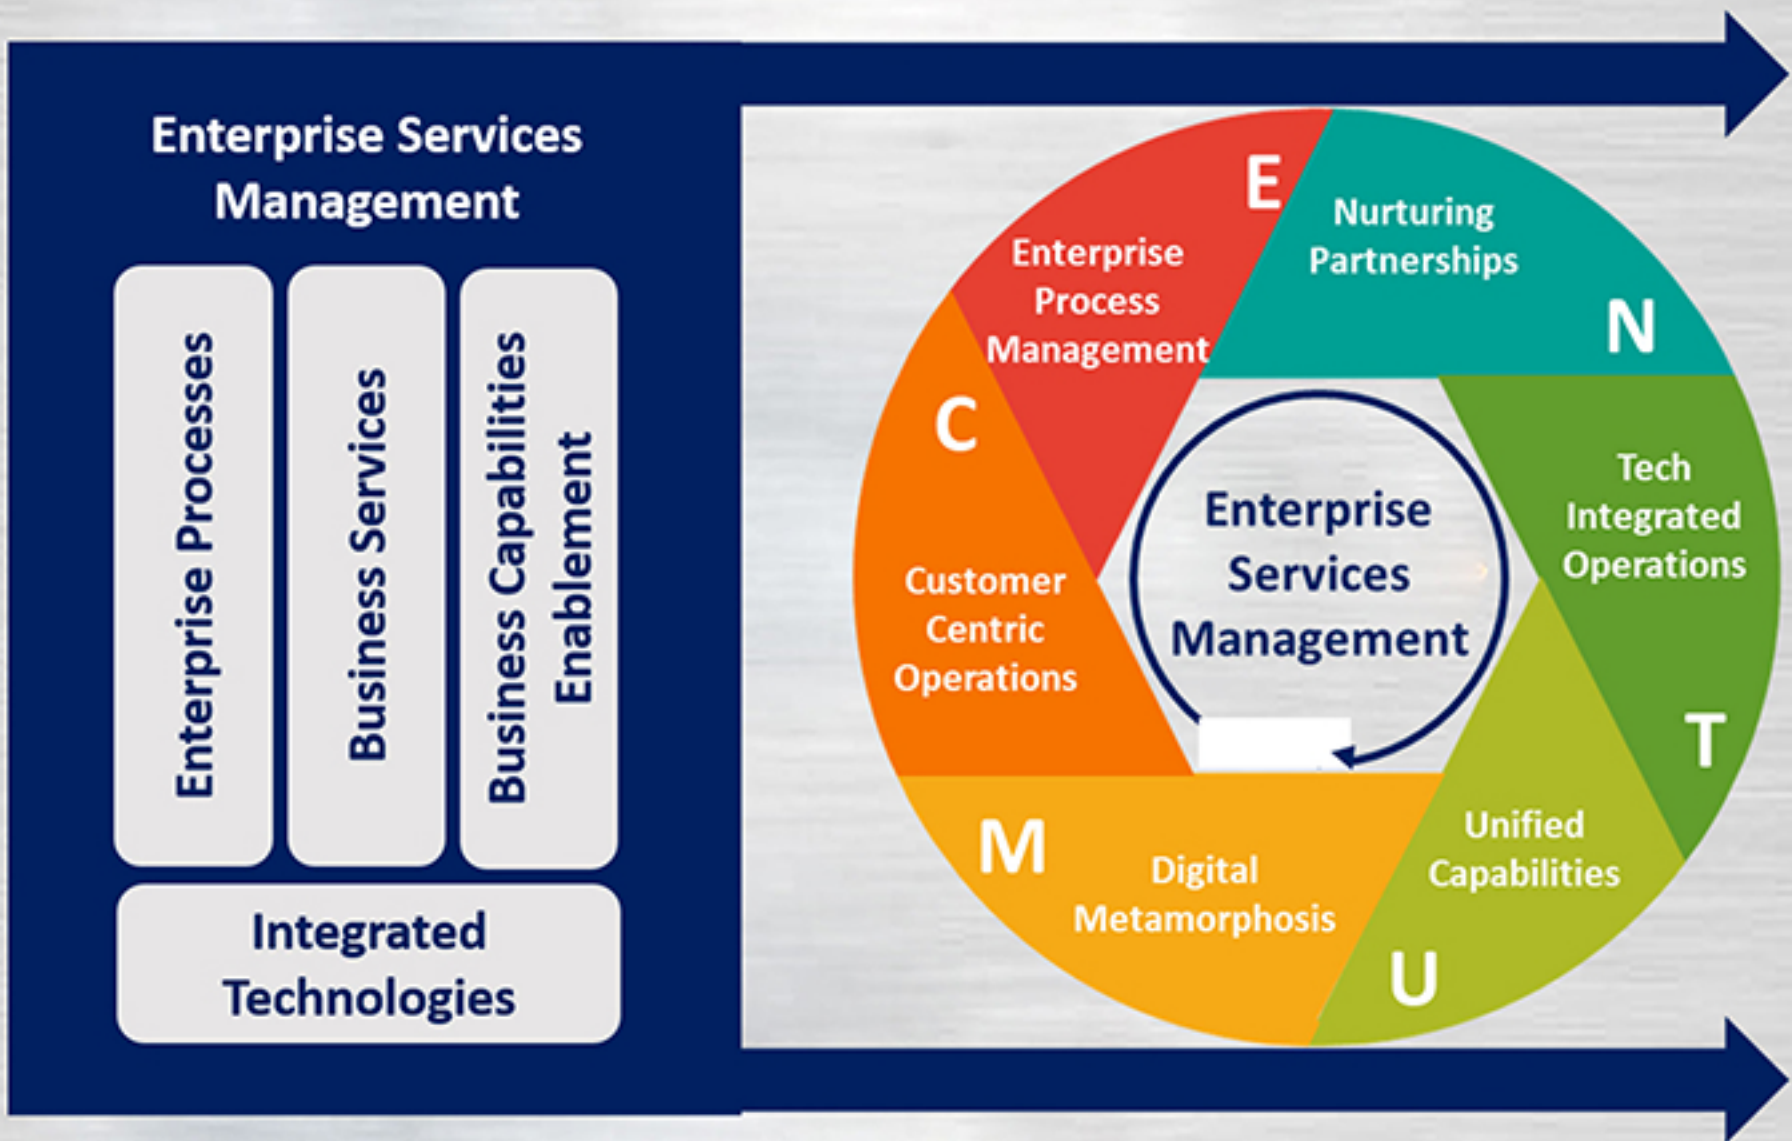 Enterprise Services
Management
Enterprise Processes
Business Services
Business Capabilities
Enablement
Integrated
Technologies
E
Enterprise
Process
Management
Nurturing
Partnerships
N
Tech
Integrated
Operations
T
Unified
Capabilities
U
M
Digital
Metamorphosis
C
Customer
Centric
Operations
Enterprise
Services
Management